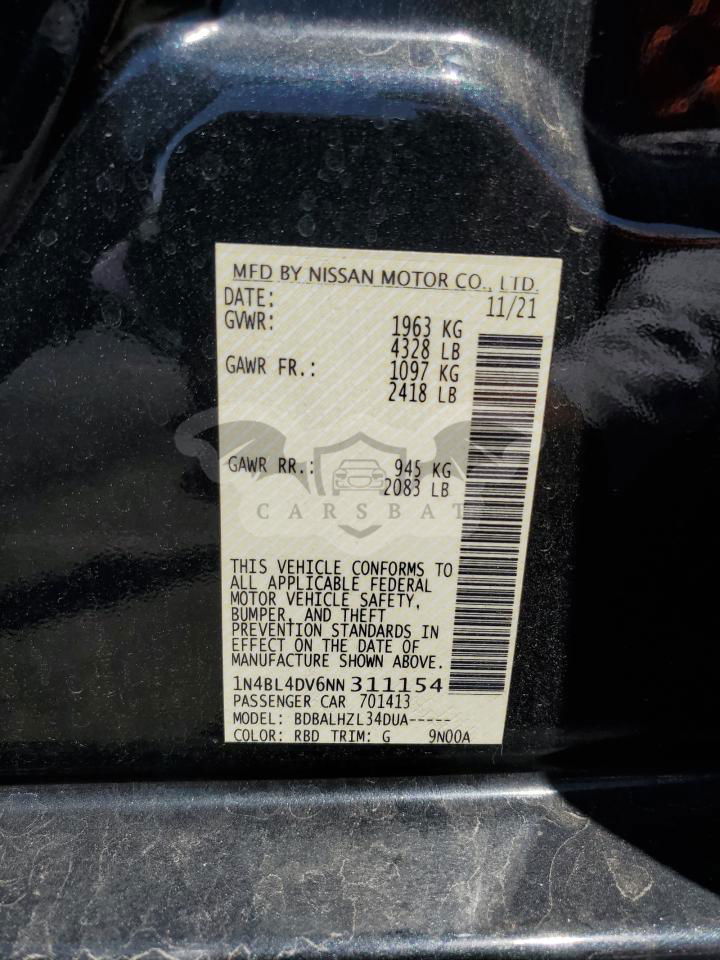 MFD BY NISSAN MOTOR CO., LTD.
DATE: 11/21
GVWR: 1963 KG
4328 LB
GAWR FR.: 1097 KG
2418 LB
GAWR RR.: 945 KG
2083 LB
CARSBAT
THIS VEHICLE CONFORMS TO
ALL APPLICABLE FEDERAL
MOTOR VEHICLE SAFETY,
BUMPER, AND THEFT
PREVENTION STANDARDS IN
EFFECT ON THE DATE OF
MANUFACTURE SHOWN ABOVE.
1N4BL4DV6NN311154
PASSENGER CAR 701413
MODEL: BDBALHZL34DUA-----
COLOR: RBD TRIM: G 9N00A